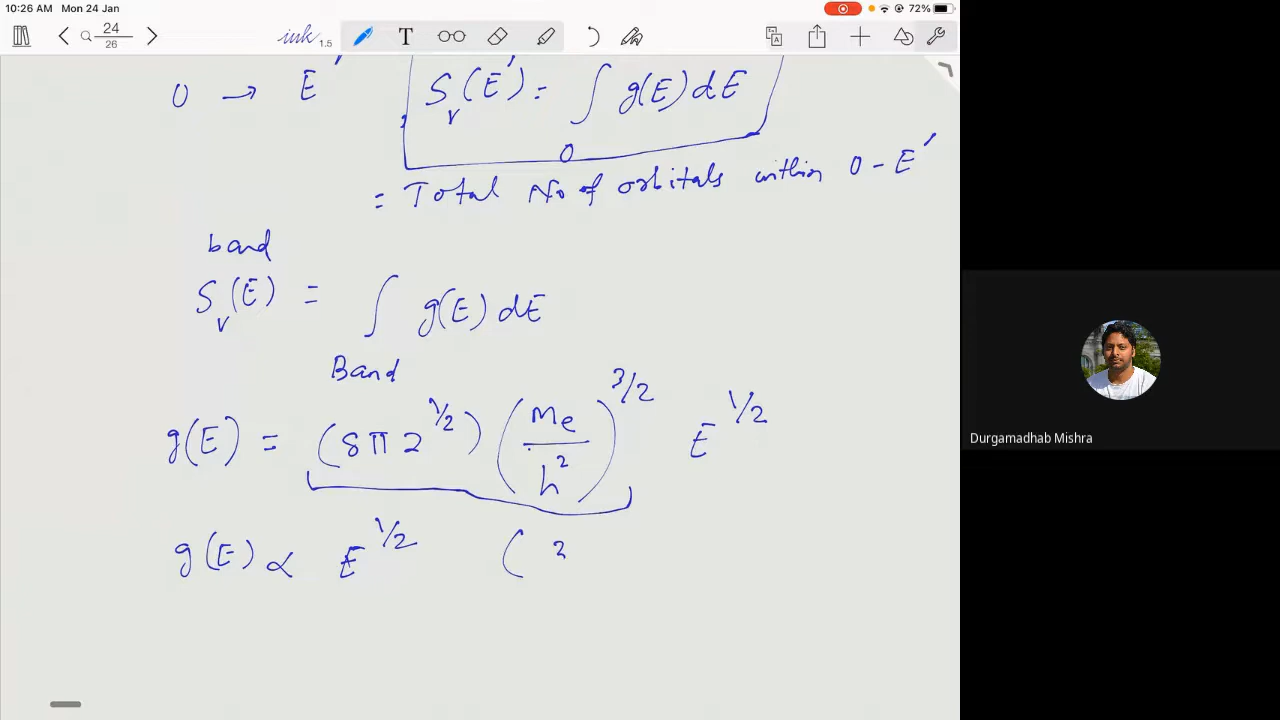 10:26 AM Mon 24 Jan
72%
24
26
ink 1.5
T
0 → E′
S_v(E′) = ∫ g(E) dE
0
= Total No of orbitals within 0 - E′
band
S_v(E) = ∫ g(E) dE
Band
g(E) = (8π 2^1/2) (me/h^2)^3/2 E^1/2
g(E) ∝ E^1/2 ( 3
Durgamadhab Mishra